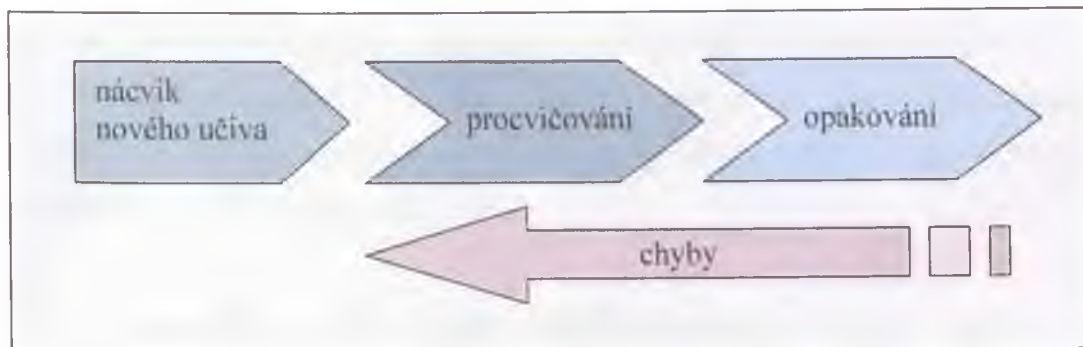 nácvik
nového učiva
procvičování
opakování
chyby